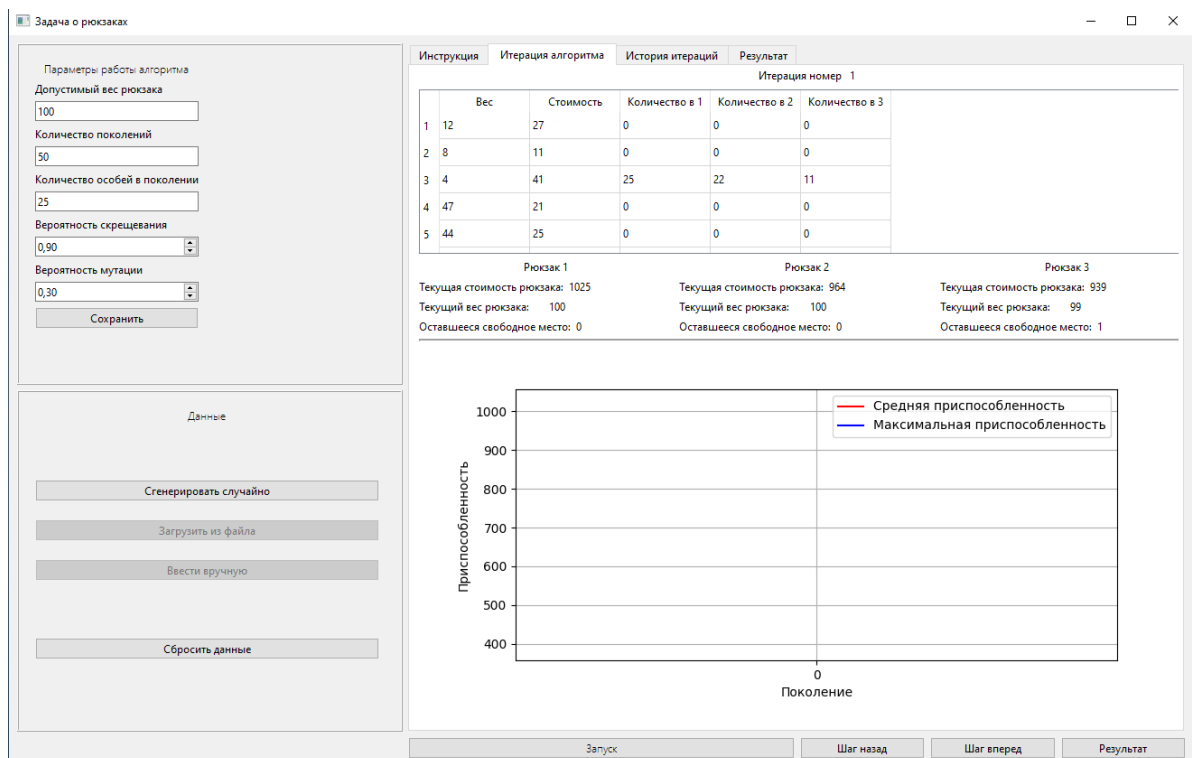 Задача о рюкзаках
Параметры работы алгоритма
Допустимый вес рюкзака
100
Количество поколений
50
Количество особей в поколении
25
Вероятность скрещевания
0,90
Вероятность мутации
0,30
Сохранить
Данные
Сгенерировать случайно
Загрузить из файла
Ввести вручную
Сбросить данные
Инструкция Итерация алгоритма История итераций Результат
Итерация номер 1
Вес Стоимость Количество в 1 Количество в 2 Количество в 3
1 12 27 0 0 0
2 8 11 0 0 0
3 4 41 25 22 11
4 47 21 0 0 0
5 44 25 0 0 0
Рюкзак 1 Рюкзак 2 Рюкзак 3
Текущая стоимость рюкзака: 1025 Текущая стоимость рюкзака: 964 Текущая стоимость рюкзака: 939
Текущий вес рюкзака: 100 Текущий вес рюкзака: 100 Текущий вес рюкзака: 99
Оставшееся свободное место: 0 Оставшееся свободное место: 0 Оставшееся свободное место: 1
Средняя приспособленность
Максимальная приспособленность
1000
900
800
700
600
500
400
Приспособленность
0
Поколение
Запуск Шаг назад Шаг вперед Результат